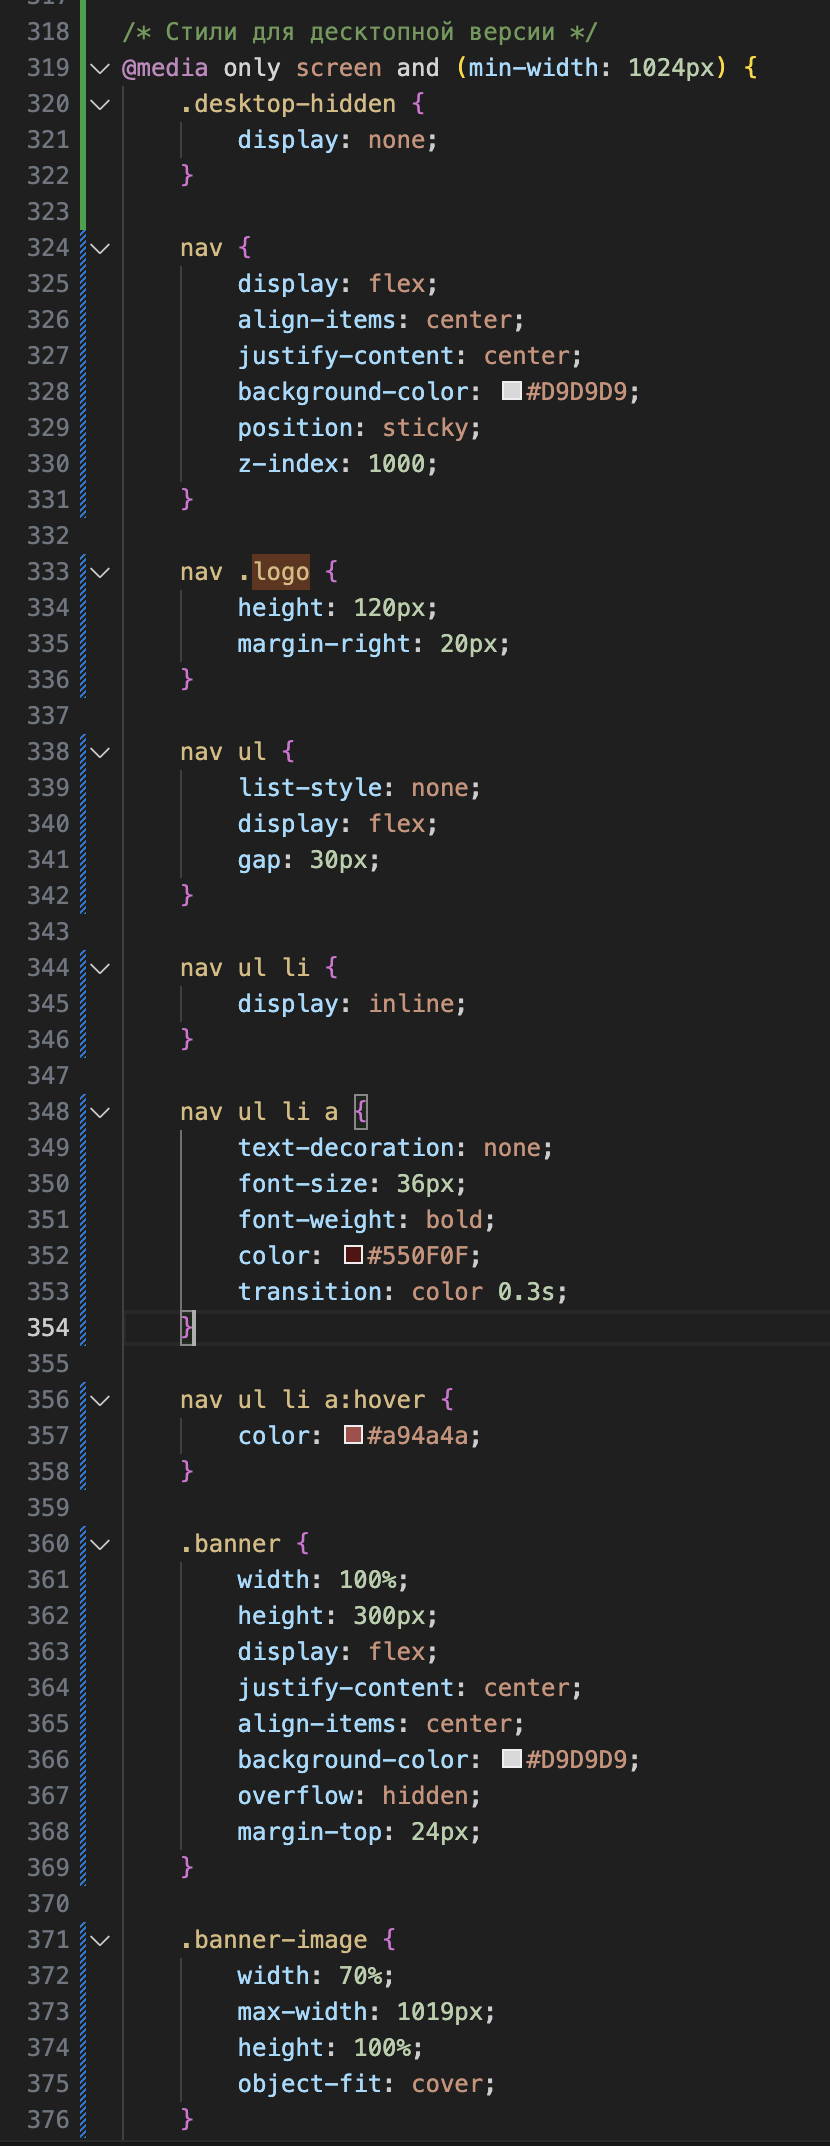 317
318 /* Стили для десктопной версии */
319 @media only screen and (min-width: 1024px) {
320 .desktop-hidden {
321 display: none;
322 }
323
324 nav {
325 display: flex;
326 align-items: center;
327 justify-content: center;
328 background-color: #D9D9D9;
329 position: sticky;
330 z-index: 1000;
331 }
332
333 nav .logo {
334 height: 120px;
335 margin-right: 20px;
336 }
337
338 nav ul {
339 list-style: none;
340 display: flex;
341 gap: 30px;
342 }
343
344 nav ul li {
345 display: inline;
346 }
347
348 nav ul li a {
349 text-decoration: none;
350 font-size: 36px;
351 font-weight: bold;
352 color: #550F0F;
353 transition: color 0.3s;
354 }
355
356 nav ul li a:hover {
357 color: #a94a4a;
358 }
359
360 .banner {
361 width: 100%;
362 height: 300px;
363 display: flex;
364 justify-content: center;
365 align-items: center;
366 background-color: #D9D9D9;
367 overflow: hidden;
368 margin-top: 24px;
369 }
370
371 .banner-image {
372 width: 70%;
373 max-width: 1019px;
374 height: 100%;
375 object-fit: cover;
376 }